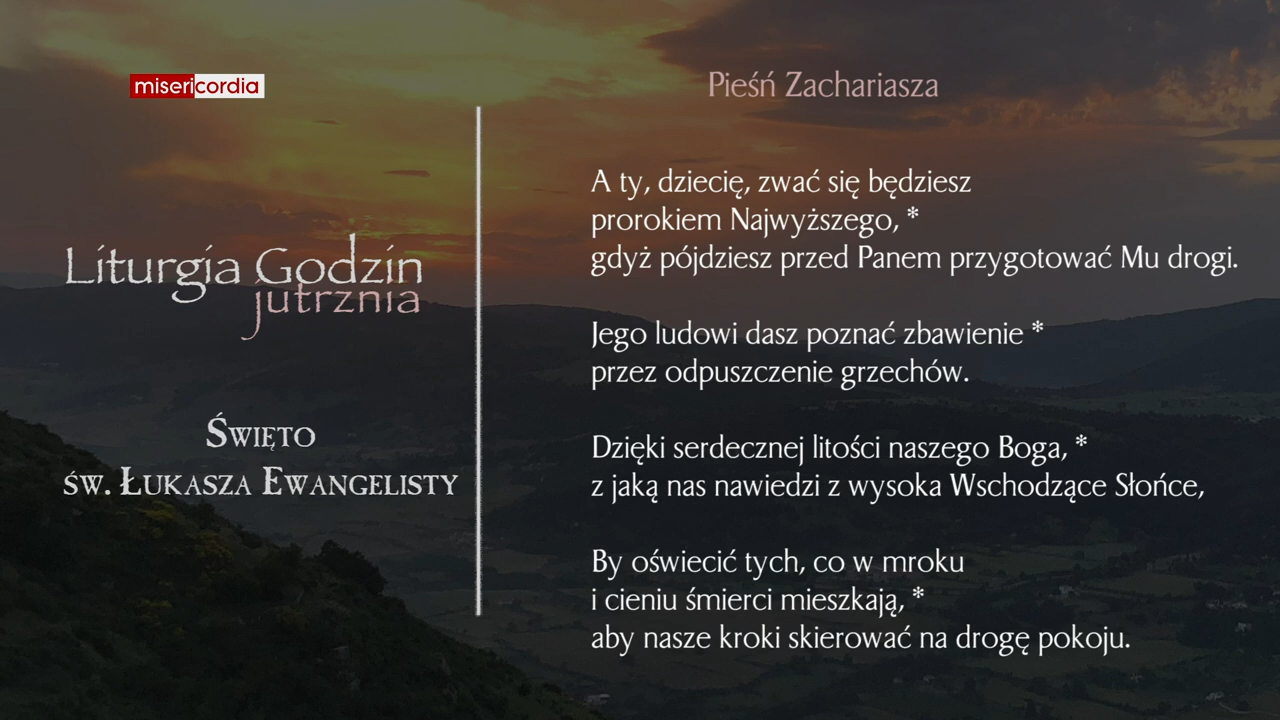 misericordia
Liturgia Godzin
jutrznia
Święto
św. Łukasza Ewangelisty
Pieśń Zachariasza
A ty, dziecię, zwać się będziesz
prorokiem Najwyższego, *
gdyż pójdziesz przed Panem przygotować Mu drogi.
Jego ludowi dasz poznać zbawienie *
przez odpuszczenie grzechów.
Dzięki serdecznej litości naszego Boga, *
z jaką nas nawiedzi z wysoka Wschodzące Słońce,
By oświecić tych, co w mroku
i cieniu śmierci mieszkają, *
aby nasze kroki skierować na drogę pokoju.